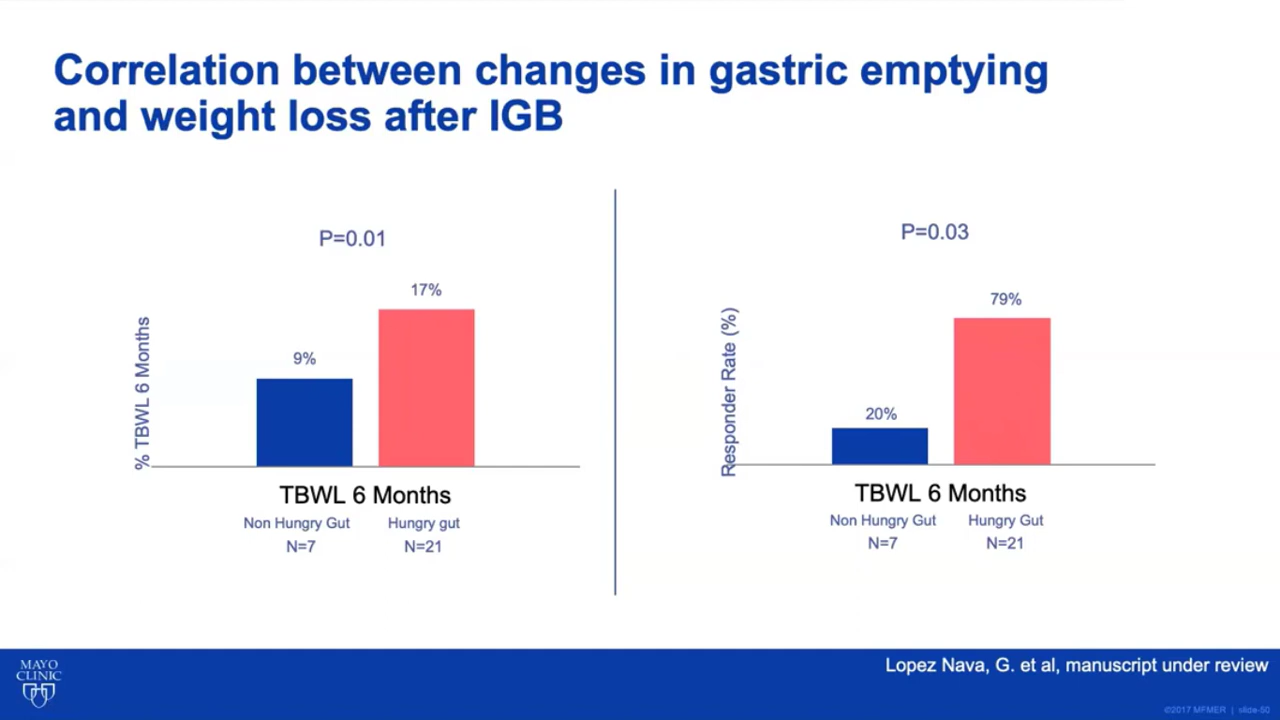 Correlation between changes in gastric emptying
and weight loss after IGB
P=0.01
17%
9%
% TBWL 6 Months
TBWL 6 Months
Non Hungry Gut Hungry gut
N=7 N=21
P=0.03
79%
20%
Responder Rate (%)
TBWL 6 Months
Non Hungry Gut Hungry Gut
N=7 N=21
MAYO
CLINIC
Lopez Nava, G. et al, manuscript under review
©2017 MFMER | slide-50